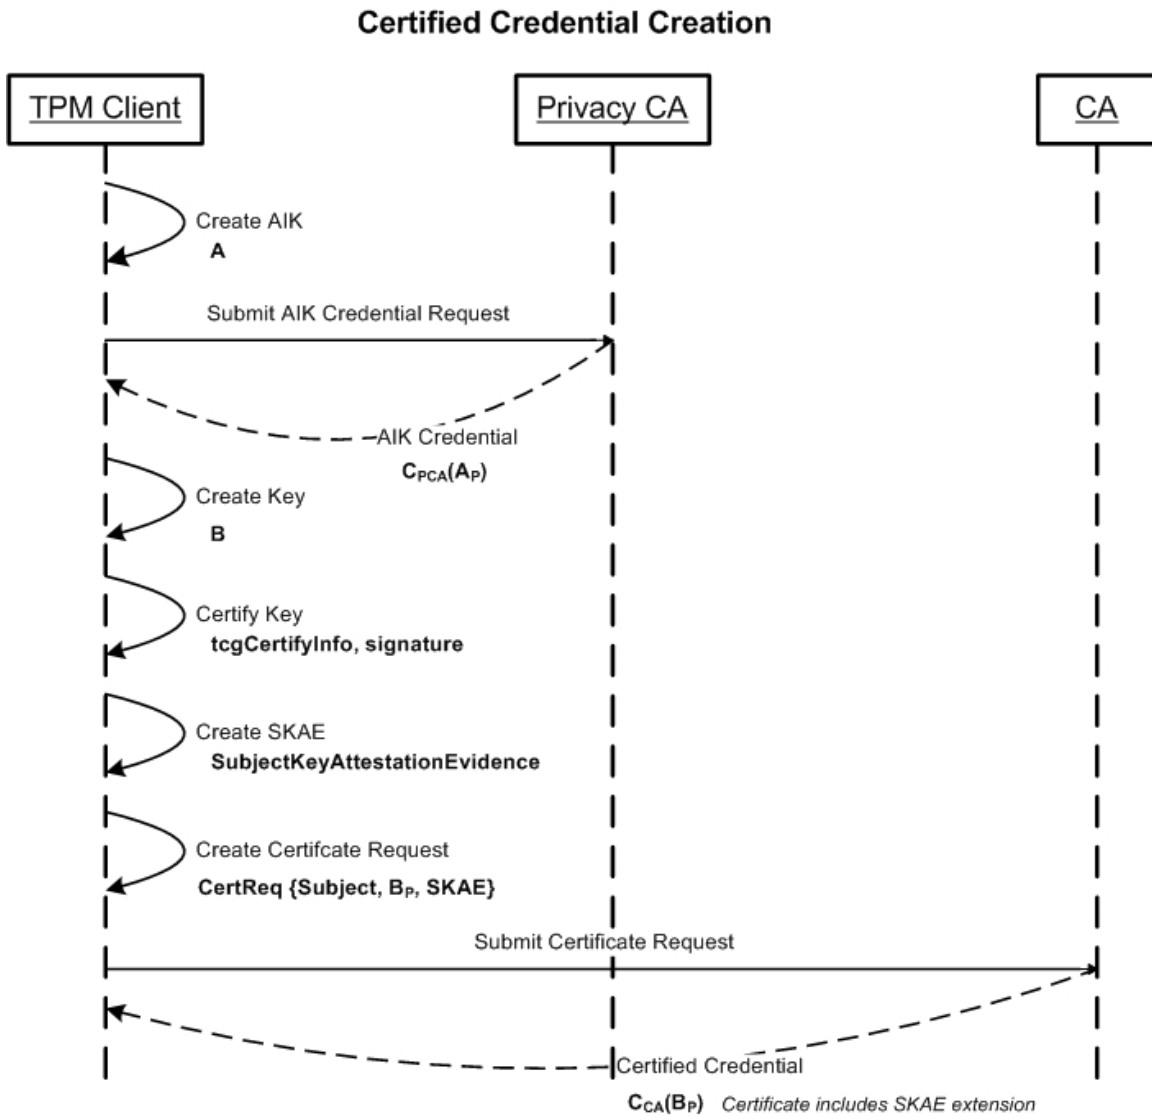 Certified Credential Creation
TPM Client
Privacy CA
CA
Create AIK
A
Submit AIK Credential Request
AIK Credential
CPCA(AP)
Create Key
B
Certify Key
tcgCertifyInfo, signature
Create SKAE
SubjectKeyAttestationEvidence
Create Certifcate Request
CertReq {Subject, BP, SKAE}
Submit Certificate Request
Certified Credential
CCA(BP) Certificate includes SKAE extension